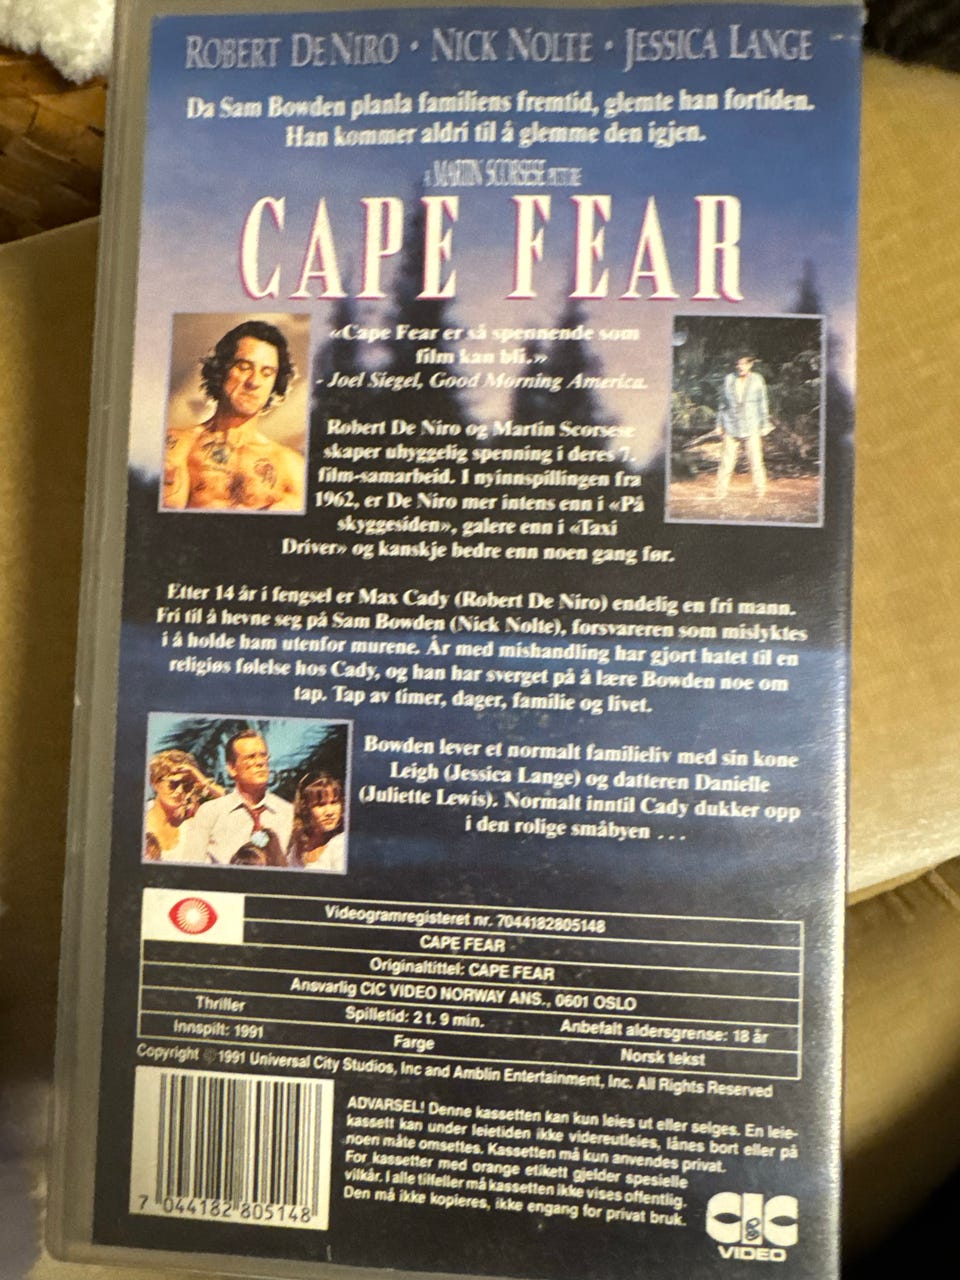 ROBERT DE NIRO • NICK NOLTE • JESSICA LANGE
Da Sam Bowden planla familiens fremtid, glemte han fortiden.
Han kommer aldri til å glemme den igjen.
A MARTIN SCORSESE PICTURE
CAPE FEAR
«Cape Fear er så spennende som
film kan bli.»
- Joel Siegel, Good Morning America.
Robert De Niro og Martin Scorsese
skaper uhyggelig spenning i deres 7.
film-samarbeid. I nyinnspillingen fra
1962, er De Niro mer intens enn i «På
skyggesiden», galere enn i «Taxi
Driver» og kanskje bedre enn noen gang før.
Etter 14 år i fengsel er Max Cady (Robert De Niro) endelig en fri mann.
Fri til å hevne seg på Sam Bowden (Nick Nolte), forsvareren som mislyktes
i å holde ham utenfor murene. År med mishandling har gjort hatet til en
religiøs følelse hos Cady, og han har sverget på å lære Bowden noe om
tap. Tap av timer, dager, familie og livet.
Bowden lever et normalt familieliv med sin kone
Leigh (Jessica Lange) og datteren Danielle
(Juliette Lewis). Normalt inntil Cady dukker opp
i den rolige småbyen ...
Videogramregisteret nr. 7044182805148
CAPE FEAR
Originaltittel: CAPE FEAR
Ansvarlig CIC VIDEO NORWAY ANS., 0601 OSLO
Thriller Spilletid: 2 t. 9 min. Anbefalt aldersgrense: 18 år
Innspilt: 1991 Farge Norsk tekst
Copyright © 1991 Universal City Studios, Inc and Amblin Entertainment, Inc. All Rights Reserved
ADVARSEL! Denne kassetten kan kun leies ut eller selges. En leie-
kassett kan under leietiden ikke videreutleies, lånes bort eller på
noen måte omsettes. Kassetten må kun anvendes privat.
For kassetter med orange etikett gjelder spesielle
vilkår. I alle tilfeller må kassetten ikke vises offentlig.
Den må ikke kopieres, ikke engang for privat bruk.
7 044182 805148
CIC
VIDEO